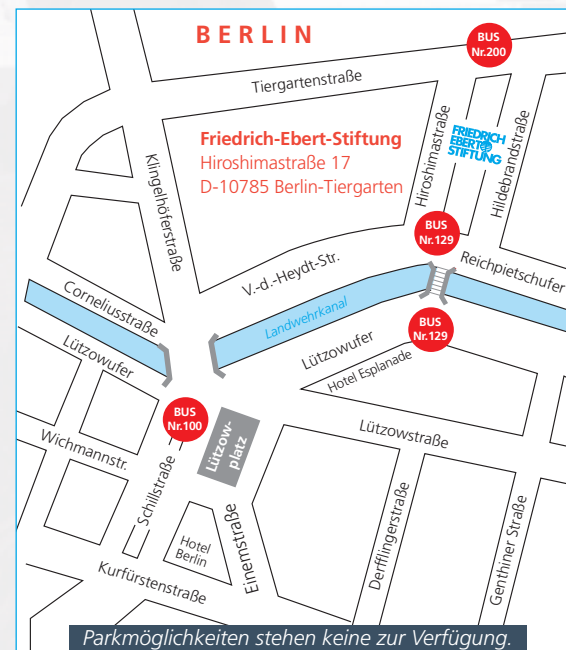 BERLIN
BUS
Nr.200
Tiergartenstraße
Friedrich-Ebert-Stiftung
Hiroshimastraße 17
D-10785 Berlin-Tiergarten
Hiroshimastraße
FRIEDRICH
EBERT
STIFTUNG
Hildebrandstraße
Klingelhöferstraße
BUS
Nr.129
V.-d.-Heydt-Str.
Reichpietschufer
Corneliusstraße
Landwehrkanal
Lützowufer
Lützowufer
BUS
Nr.129
Hotel Esplanade
BUS
Nr.100
Lützow-
platz
Lützowstraße
Wichmannstr.
Schillstraße
Hotel
Berlin
Einemstraße
Derfflingerstraße
Genthiner Straße
Kurfürstenstraße
Parkmöglichkeiten stehen keine zur Verfügung.